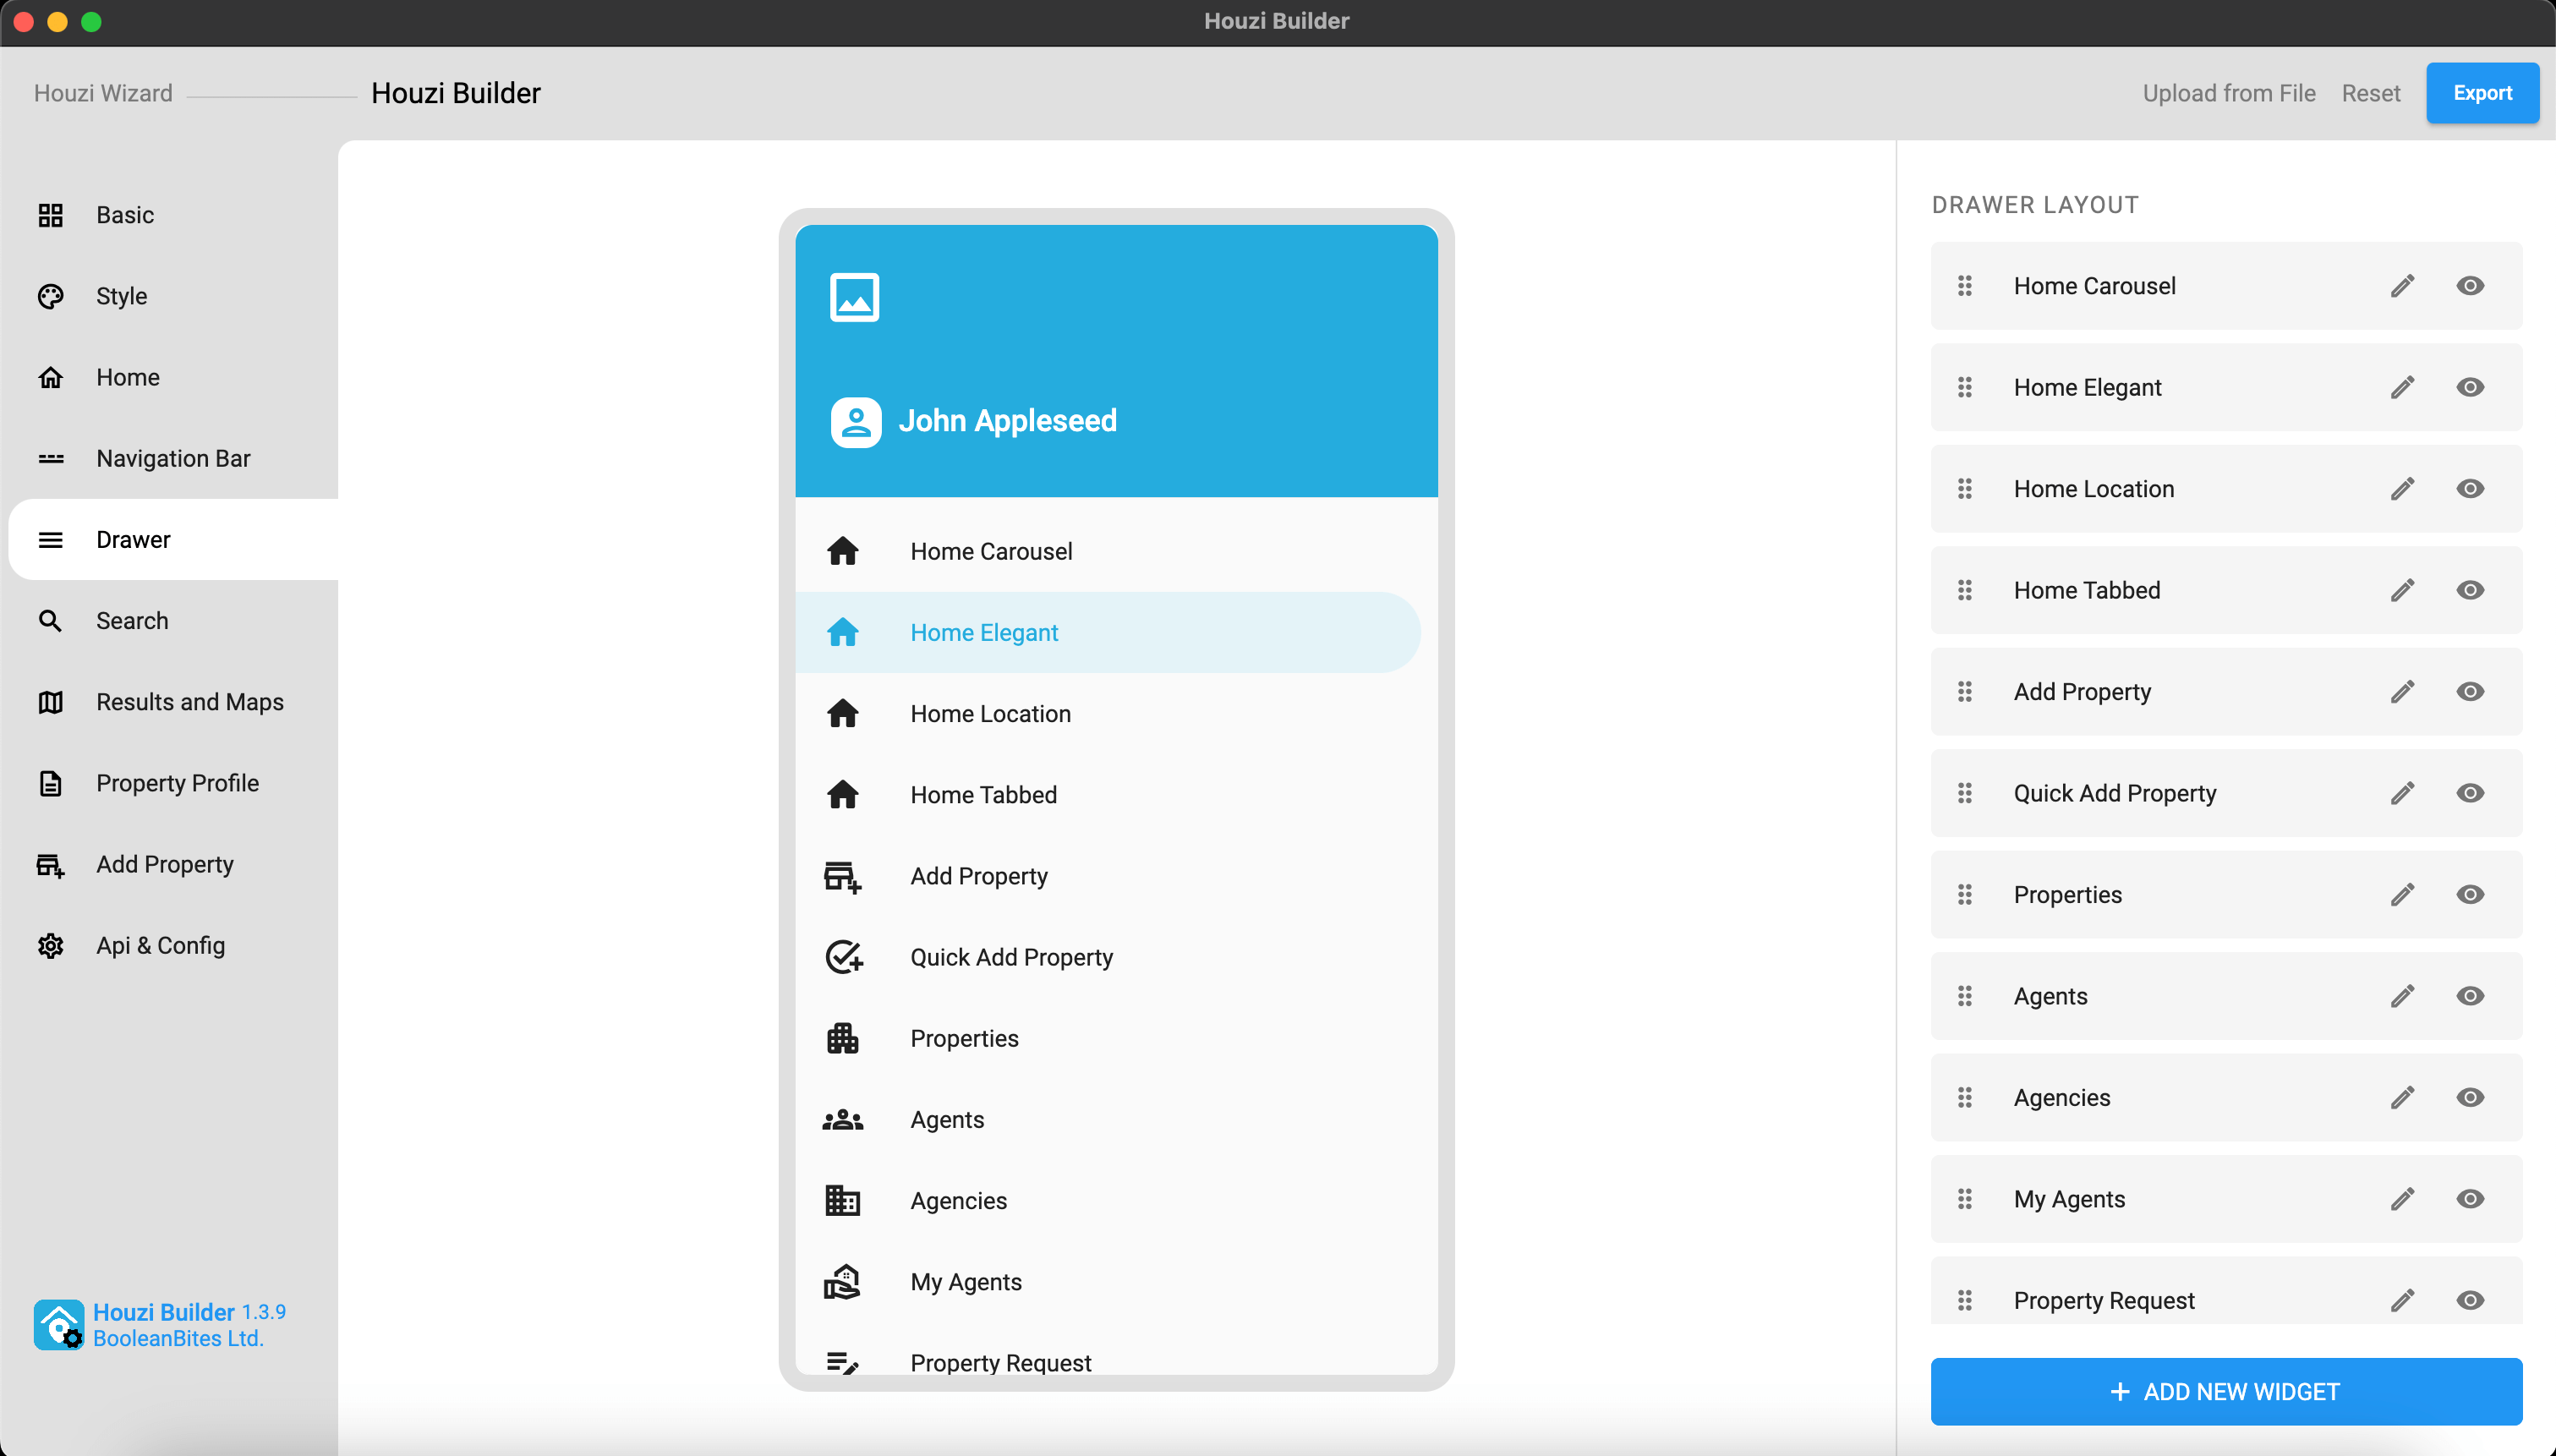 Houzi Builder
Houzi Wizard
Houzi Builder
Upload from File
Reset
Export
Basic
Style
Home
Navigation Bar
Drawer
Search
Results and Maps
Property Profile
Add Property
Api & Config
Houzi Builder 1.3.9
BooleanBites Ltd.
John Appleseed
Home Carousel
Home Elegant
Home Location
Home Tabbed
Add Property
Quick Add Property
Properties
Agents
Agencies
My Agents
Property Request
DRAWER LAYOUT
Home Carousel
Home Elegant
Home Location
Home Tabbed
Add Property
Quick Add Property
Properties
Agents
Agencies
My Agents
Property Request
+ ADD NEW WIDGET